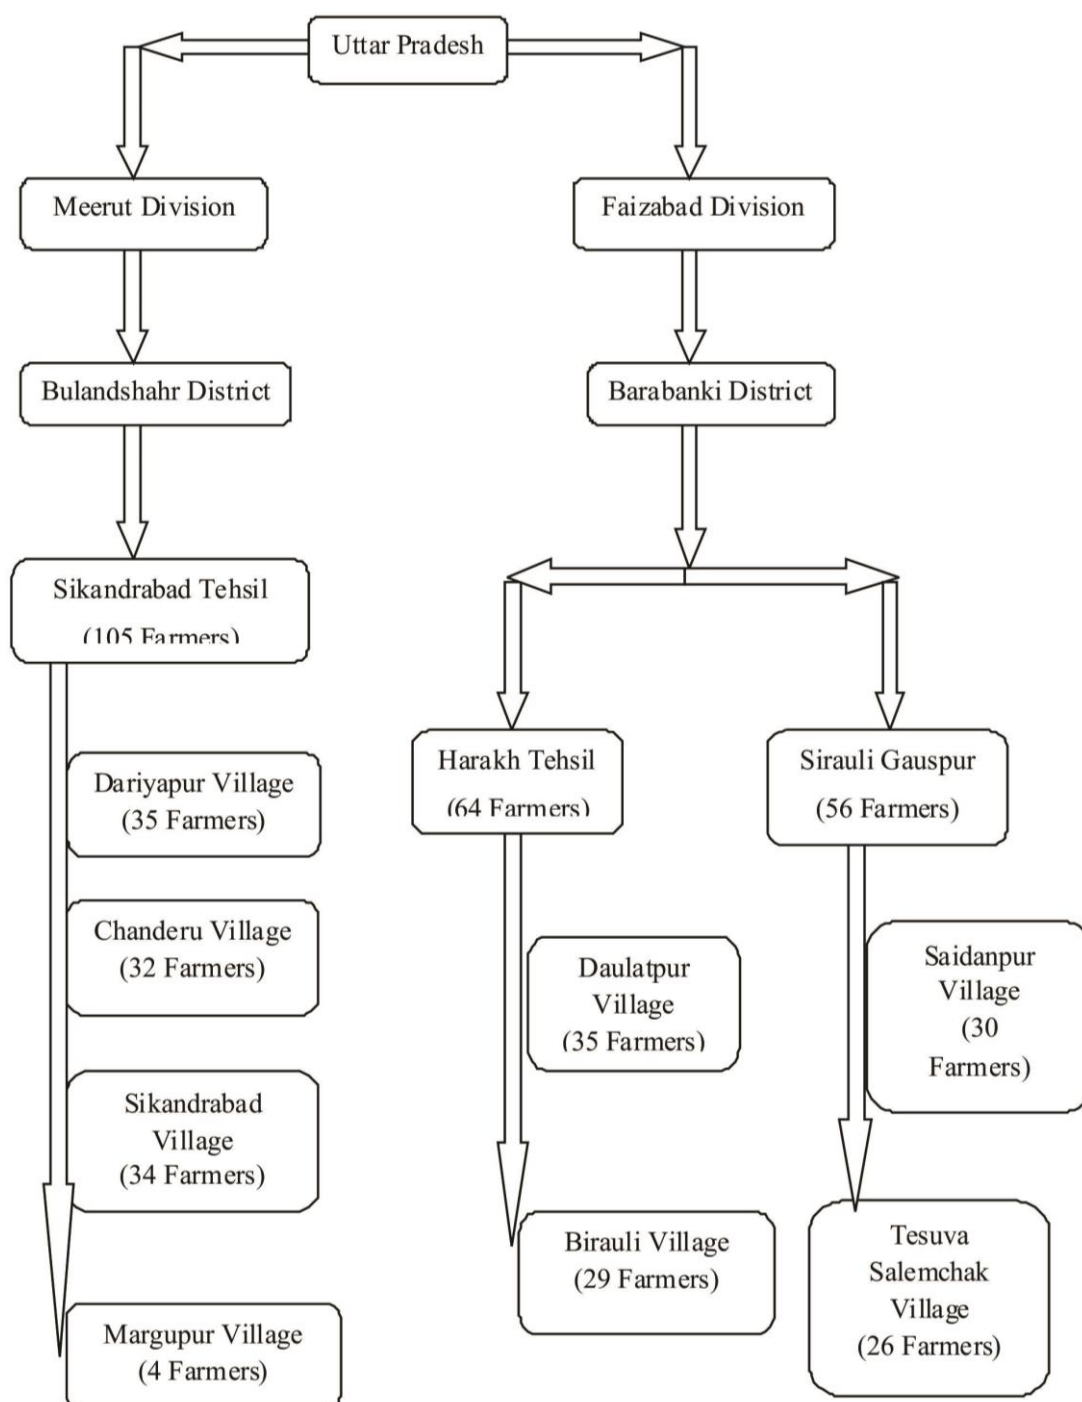 Uttar Pradesh
Meerut Division
Faizabad Division
Bulandshahr District
Barabanki District
Sikandrabad Tehsil
(105 Farmers)
Harakh Tehsil
(64 Farmers)
Sirauli Gauspur
(56 Farmers)
Dariyapur Village
(35 Farmers)
Chanderu Village
(32 Farmers)
Sikandrabad
Village
(34 Farmers)
Margupur Village
(4 Farmers)
Daulatpur
Village
(35 Farmers)
Birauli Village
(29 Farmers)
Saidanpur
Village
(30
Farmers)
Tesuva
Salemchak
Village
(26 Farmers)